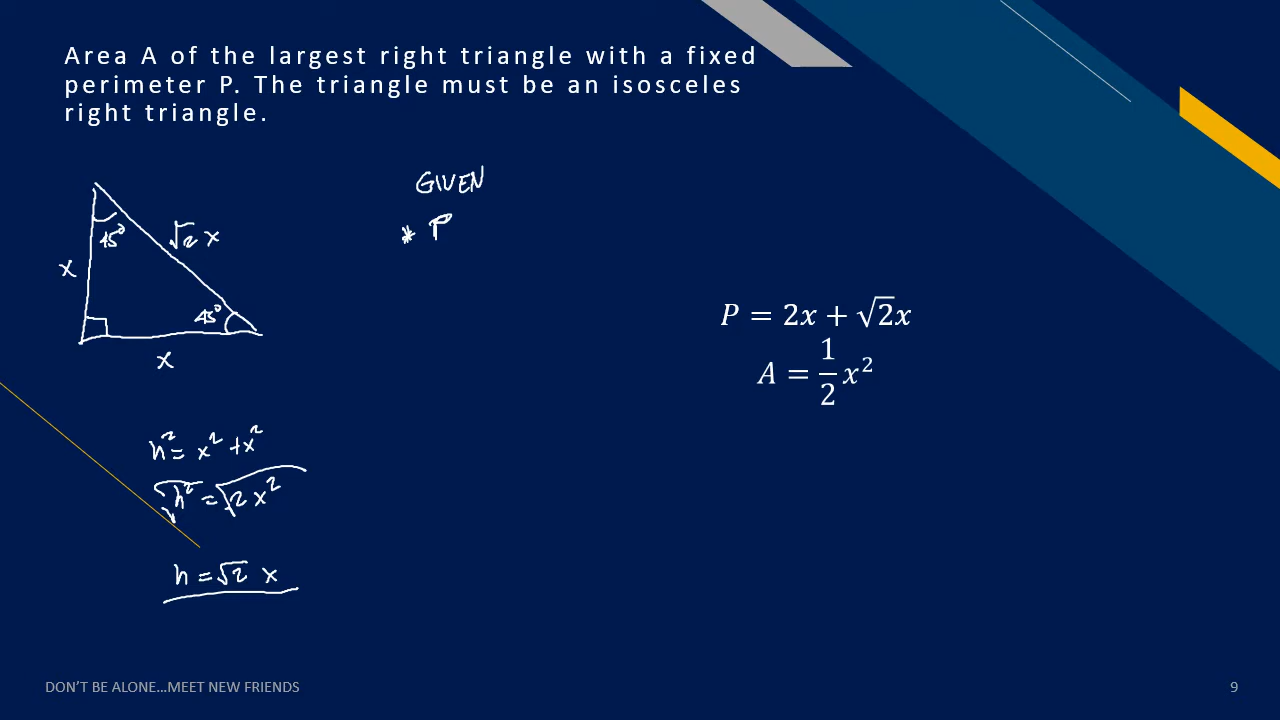 Area A of the largest right triangle with a fixed
perimeter P. The triangle must be an isosceles
right triangle.
GIVEN
* P
45°
√2 x
x
45°
x
P = 2x + √2x
A = 1/2 x²
h² = x² + x²
√h² = √2x²
h = √2 x
DON'T BE ALONE…MEET NEW FRIENDS
9